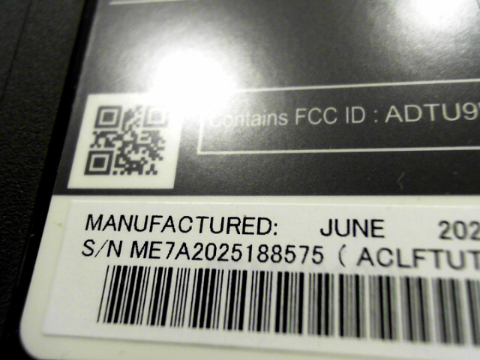 Contains FCC ID : ADTU9
MANUFACTURED: JUNE 202
S/N ME7A2025188575 ( ACLFTUT